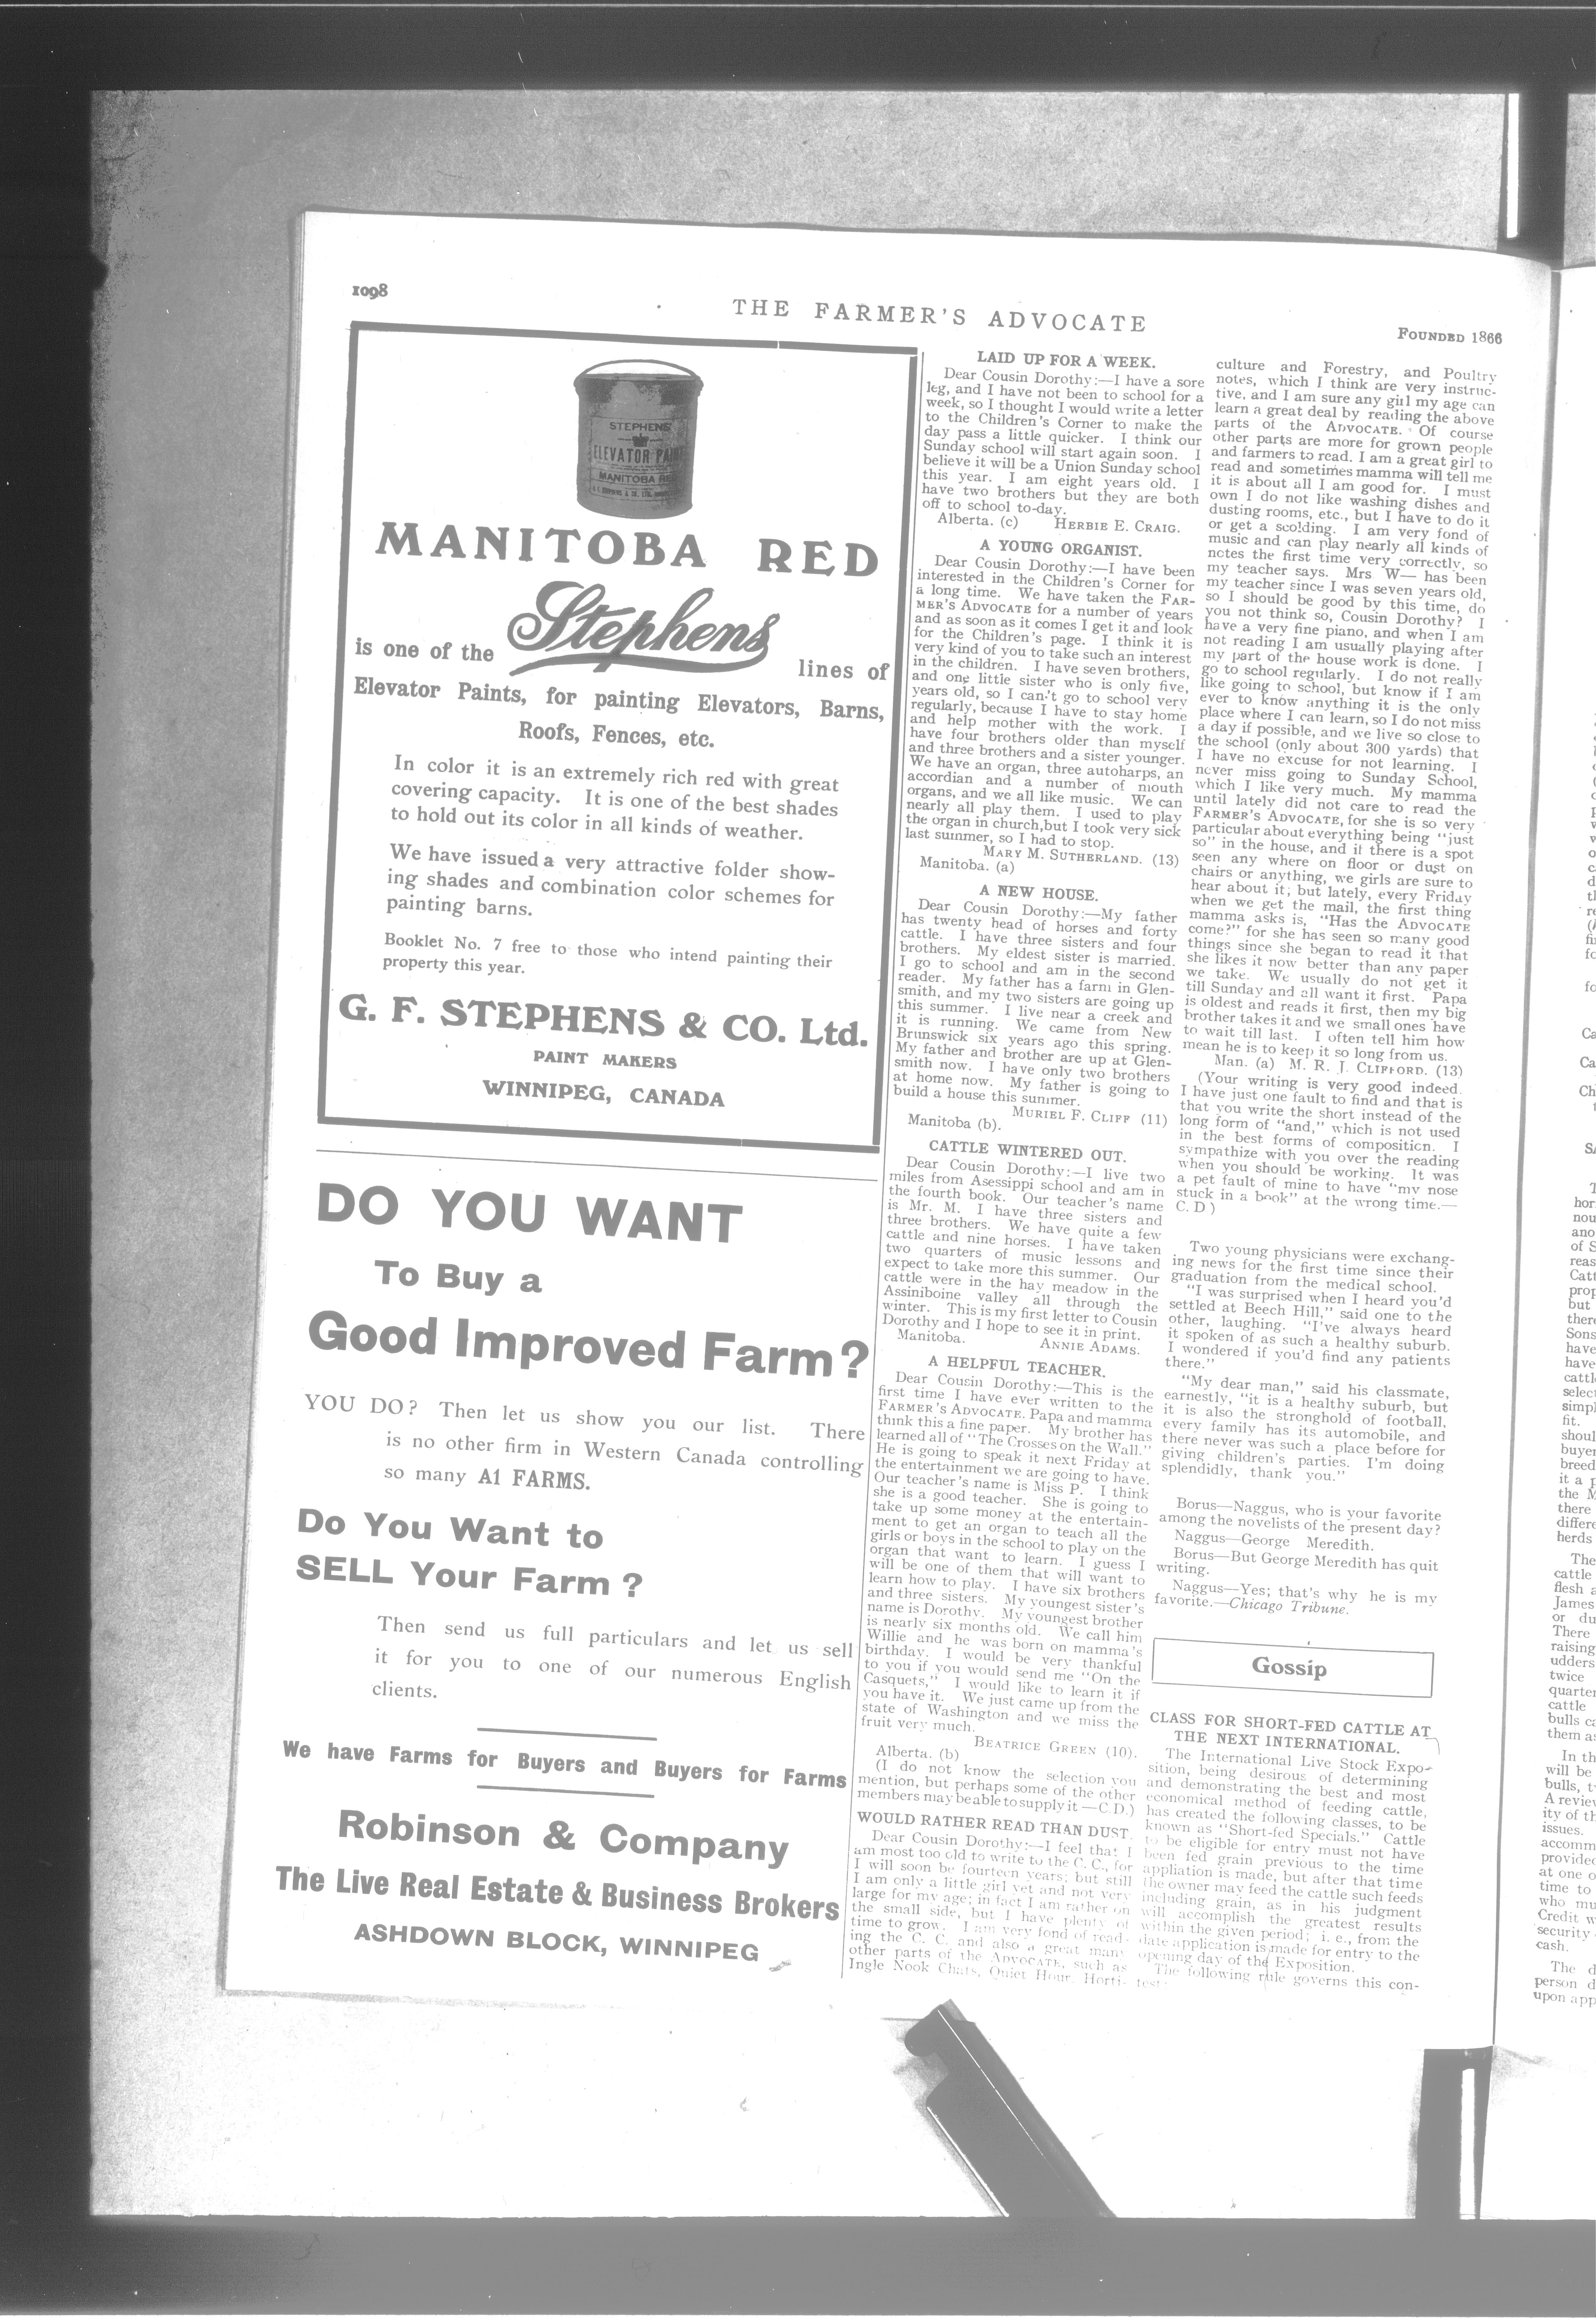 1098
THE FARMER'S ADVOCATE
FOUNDED 1866
STEPHENS'
ELEVATOR PAINT
MANITOBA RED
MANITOBA RED
is one of the Stephens lines of
Elevator Paints, for painting Elevators, Barns,
Roofs, Fences, etc.
In color it is an extremely rich red with great
covering capacity. It is one of the best shades
to hold out its color in all kinds of weather.
We have issued a very attractive folder show-
ing shades and combination color schemes for
painting barns.
Booklet No. 7 free to those who intend painting their
property this year.
G. F. STEPHENS & CO. Ltd.
PAINT MAKERS
WINNIPEG, CANADA
DO YOU WANT
To Buy a
Good Improved Farm?
YOU DO? Then let us show you our list. There
is no other firm in Western Canada controlling
so many A1 FARMS.
Do You Want to
SELL Your Farm?
Then send us full particulars and let us sell
it for you to one of our numerous English
clients.
We have Farms for Buyers and Buyers for Farms
Robinson & Company
The Live Real Estate & Business Brokers
ASHDOWN BLOCK, WINNIPEG
LAID UP FOR A WEEK.
Dear Cousin Dorothy:—I have a sore
leg, and I have not been to school for a
week, so I thought I would write a letter
to the Children's Corner to make the
day pass a little quicker. I think our
Sunday school will start again soon. I
believe it will be a Union Sunday school
this year. I am eight years old. I
have two brothers but they are both
off to school to-day.
Alberta. (c) HERBIE E. CRAIG.
A YOUNG ORGANIST.
Dear Cousin Dorothy:—I have been
interested in the Children's Corner for
a long time. We have taken the FAR-
MER'S ADVOCATE for a number of years
and as soon as it comes I get it and look
for the Children's page. I think it is
very kind of you to take such an interest
in the children. I have seven brothers,
and one little sister who is only five,
years old, so I can't go to school very
regularly, because I have to stay home
and help mother with the work. I
have four brothers older than myself
and three brothers and a sister younger.
We have an organ, three autoharps, an
accordian and a number of mouth
organs, and we all like music. We can
nearly all play them. I used to play
the organ in church,but I took very sick
last summer, so I had to stop.
MARY M. SUTHERLAND. (13)
Manitoba. (a)
A NEW HOUSE.
Dear Cousin Dorothy:—My father
has twenty head of horses and forty
cattle. I have three sisters and four
brothers. My eldest sister is married.
I go to school and am in the second
reader. My father has a farm in Glen-
smith, and my two sisters are going up
this summer. I live near a creek and
it is running. We came from New
Brunswick six years ago this spring.
My father and brother are up at Glen-
smith now. I have only two brothers
at home now. My father is going to
build a house this summer.
MURIEL F. CLIFF (11)
Manitoba (b).
CATTLE WINTERED OUT.
Dear Cousin Dorothy:—I live two
miles from Asessippi school and am in
the fourth book. Our teacher's name
is Mr. M. I have three sisters and
three brothers. We have quite a few
cattle and nine horses. I have taken
two quarters of music lessons and
expect to take more this summer. Our
cattle were in the hay meadow in the
Assiniboine valley all through the
winter. This is my first letter to Cousin
Dorothy and I hope to see it in print.
Manitoba. ANNIE ADAMS.
A HELPFUL TEACHER.
Dear Cousin Dorothy:—This is the
first time I have ever written to the
FARMER'S ADVOCATE. Papa and mamma
think this a fine paper. My brother has
learned all of "The Crosses on the Wall."
He is going to speak it next Friday at
the entertainment we are going to have.
Our teacher's name is Miss P. I think
she is a good teacher. She is going to
take up some money at the entertain-
ment to get an organ to teach all the
girls or boys in the school to play on the
organ that want to learn. I guess I
will be one of them that will want to
learn how to play. I have six brothers
and three sisters. My youngest sister's
name is Dorothy. My youngest brother
is nearly six months old. We call him
Willie and he was born on mamma's
birthday. I would be very thankful
to you if you would send me "On the
Casquets," I would like to learn it if
you have it. We just came up from the
state of Washington and we miss the
fruit very much.
BEATRICE GREEN (10).
Alberta. (b)
(I do not know the selection you
mention, but perhaps some of the other
members may be able to supply it —C.D.)
WOULD RATHER READ THAN DUST.
Dear Cousin Dorothy:—I feel that I
am most too old to write to the C. C., for
I will soon be fourteen years; but still
I am only a little girl yet and not very
large for my age; in fact I am rather on
the small side, but I have plenty of
time to grow. I am very fond of read-
ing the C. C. and also a great many
other parts of the ADVOCATE, such as
Ingle Nook Chats, Quiet Hour, Horti-
culture and Forestry, and Poultry
notes, which I think are very instruc-
tive, and I am sure any girl my age can
learn a great deal by reading the above
parts of the ADVOCATE. Of course
other parts are more for grown people
and farmers to read. I am a great girl to
read and sometimes mamma will tell me
it is about all I am good for. I must
own I do not like washing dishes and
dusting rooms, etc., but I have to do it
or get a scolding. I am very fond of
music and can play nearly all kinds of
notes the first time very correctly, so
my teacher says. Mrs W— has been
my teacher since I was seven years old,
so I should be good by this time, do
you not think so, Cousin Dorothy? I
have a very fine piano, and when I am
not reading I am usually playing after
my part of the house work is done. I
go to school regularly. I do not really
like going to school, but know if I am
ever to know anything it is the only
place where I can learn, so I do not miss
a day if possible, and we live so close to
the school (only about 300 yards) that
I have no excuse for not learning. I
never miss going to Sunday School,
which I like very much. My mamma
until lately did not care to read the
FARMER'S ADVOCATE, for she is so very
particular about everything being "just
so" in the house, and if there is a spot
seen any where on floor or dust on
chairs or anything, we girls are sure to
hear about it; but lately, every Friday
when we get the mail, the first thing
mamma asks is, "Has the ADVOCATE
come?" for she has seen so many good
things since she began to read it that
she likes it now better than any paper
we take. We usually do not get it
till Sunday and all want it first. Papa
is oldest and reads it first, then my big
brother takes it and we small ones have
to wait till last. I often tell him how
mean he is to keep it so long from us.
Man. (a) M. R. J. CLIFFORD. (13)
(Your writing is very good indeed.
I have just one fault to find and that is
that you write the short instead of the
long form of "and," which is not used
in the best forms of composition. I
sympathize with you over the reading
when you should be working. It was
a pet fault of mine to have "my nose
stuck in a book" at the wrong time.—
C. D )
Two young physicians were exchang-
ing news for the first time since their
graduation from the medical school.
"I was surprised when I heard you'd
settled at Beech Hill," said one to the
other, laughing. "I've always heard
it spoken of as such a healthy suburb.
I wondered if you'd find any patients
there."
"My dear man," said his classmate,
earnestly, "it is a healthy suburb, but
it is also the stronghold of football,
every family has its automobile, and
there never was such a place before for
giving children's parties. I'm doing
splendidly, thank you."
Borus—Naggus, who is your favorite
among the novelists of the present day?
Naggus—George Meredith.
Borus—But George Meredith has quit
writing.
Naggus—Yes; that's why he is my
favorite.—Chicago Tribune.
Gossip
CLASS FOR SHORT-FED CATTLE AT
THE NEXT INTERNATIONAL.
The International Live Stock Expo-
sition, being desirous of determining
and demonstrating the best and most
economical method of feeding cattle,
has created the following classes, to be
known as "Short-fed Specials." Cattle
to be eligible for entry must not have
been fed grain previous to the time
appliation is made, but after that time
the owner may feed the cattle such feeds
including grain, as in his judgment
will accomplish the greatest results
within the given period; i. e., from the
date application is made for entry to the
opening day of the Exposition.
The following rule governs this con-
test: